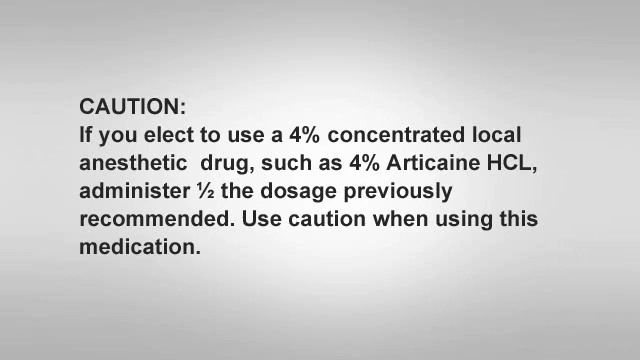 CAUTION:
If you elect to use a 4% concentrated local
anesthetic  drug, such as 4% Articaine HCL,
administer ½ the dosage previously
recommended. Use caution when using this
medication.